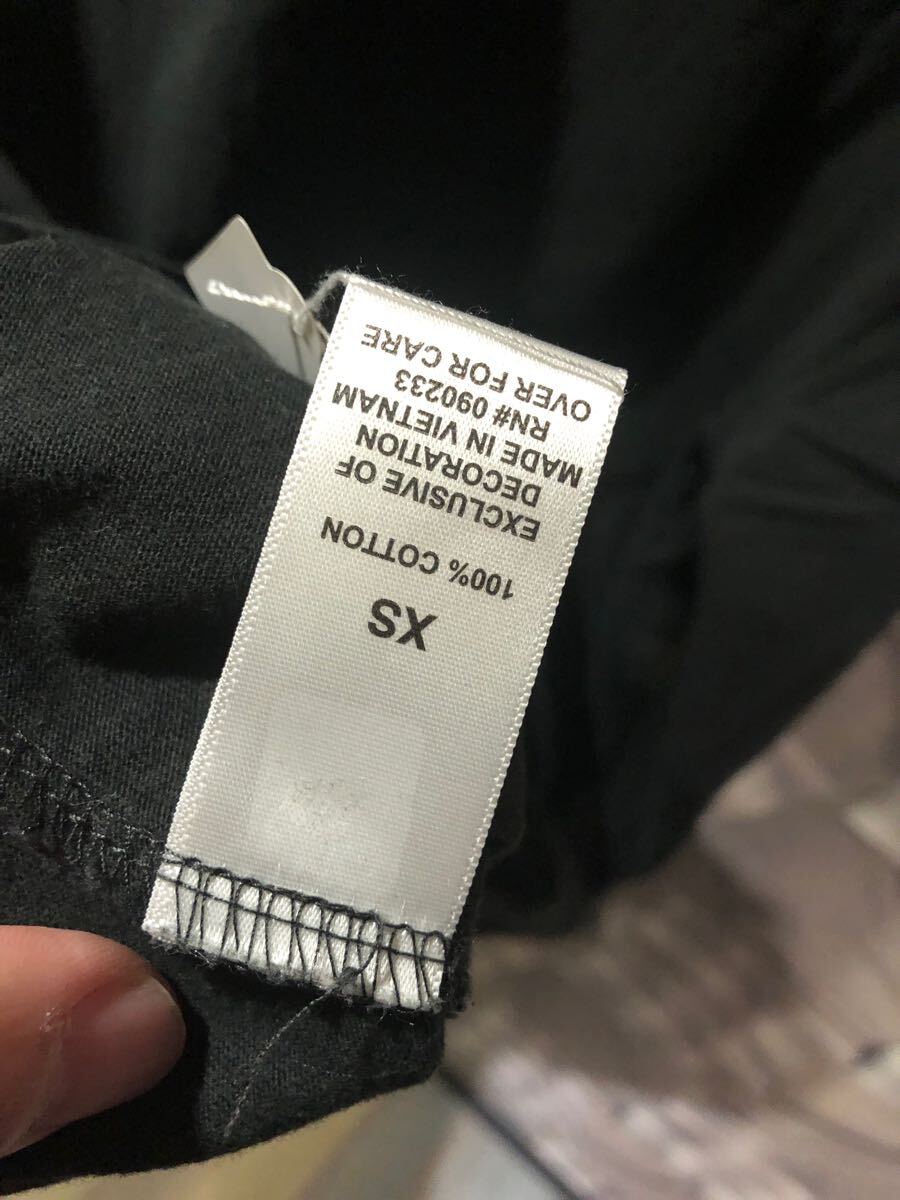 XS
100% COTTON
EXCLUSIVE OF
DECORATION
MADE IN VIETNAM
RN# 090233
OVER FOR CARE